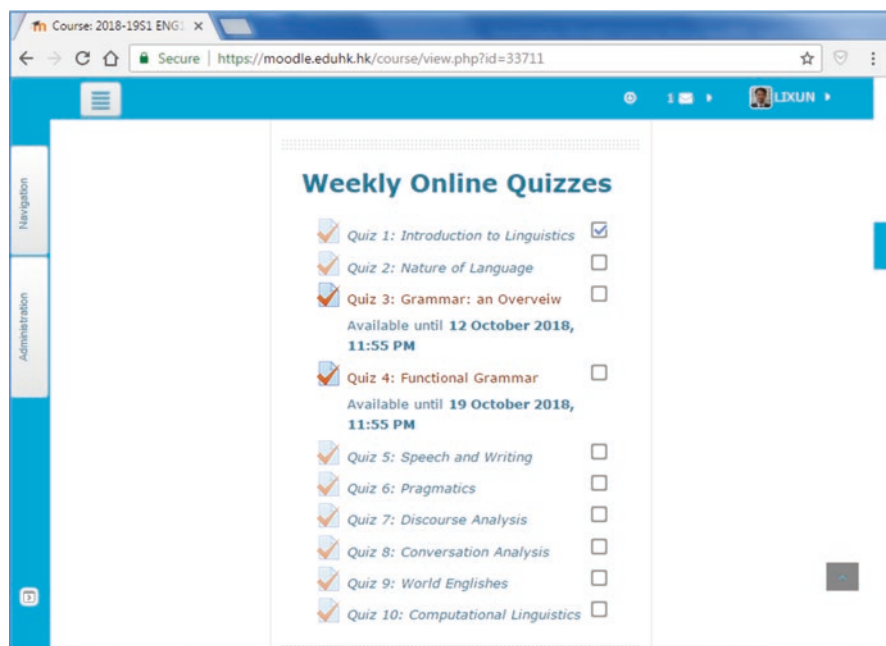 Course: 2018-19S1 ENG1
Secure | https://moodle.eduhk.hk/course/view.php?id=33711
1 LIXUN
Navigation
Administration
Weekly Online Quizzes
Quiz 1: Introduction to Linguistics
Quiz 2: Nature of Language
Quiz 3: Grammar: an Overveiw
Available until 12 October 2018,
11:55 PM
Quiz 4: Functional Grammar
Available until 19 October 2018,
11:55 PM
Quiz 5: Speech and Writing
Quiz 6: Pragmatics
Quiz 7: Discourse Analysis
Quiz 8: Conversation Analysis
Quiz 9: World Englishes
Quiz 10: Computational Linguistics